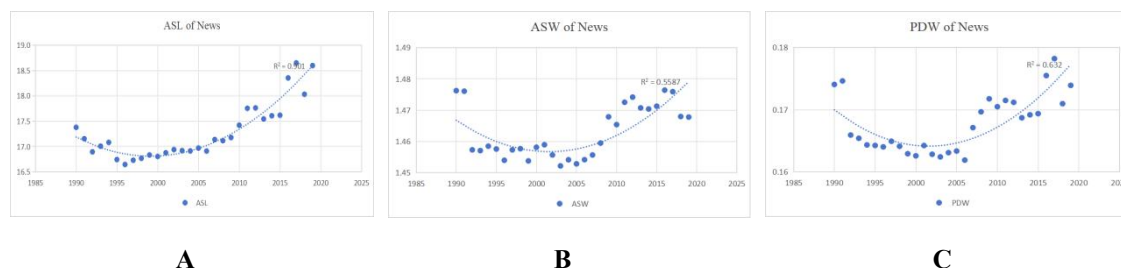 ASL of News
19.0
18.5
18.0
17.5
17.0
16.5
R² = 0.901
1985 1990 1995 2000 2005 2010 2015 2020 2025
ASL
A
ASW of News
1.49
1.48
1.47
1.46
1.45
R² = 0.5587
1985 1990 1995 2000 2005 2010 2015 2020 2025
ASW
B
PDW of News
0.18
0.17
0.16
R² = 0.632
1985 1990 1995 2000 2005 2010 2015 2020
PDW
C